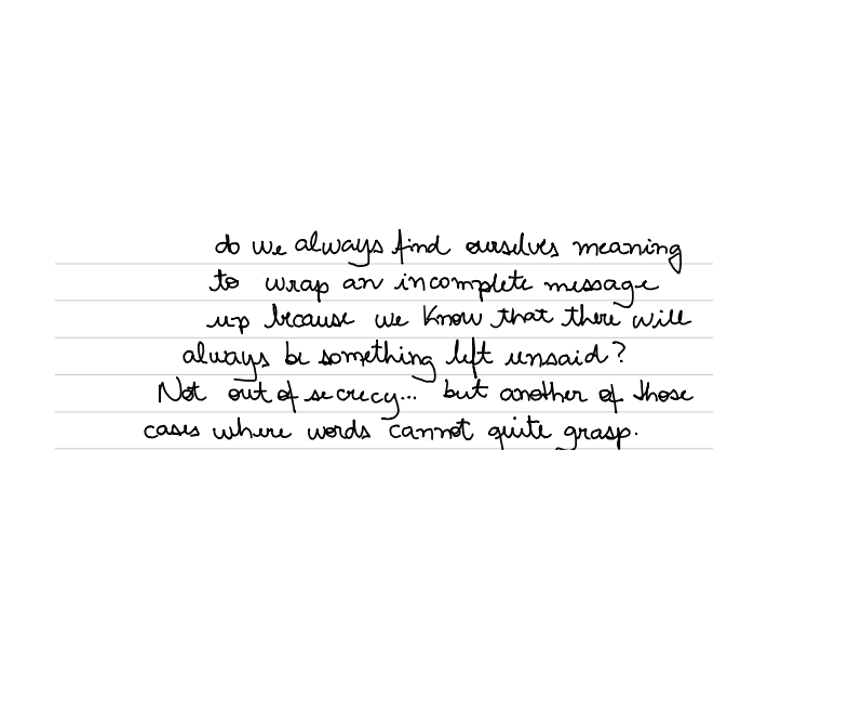 do we always find ourselves meaning
to wrap an incomplete message
up because we know that there will
always be something left unsaid?
Not out of secrecy... but another of those
cases where words cannot quite grasp.